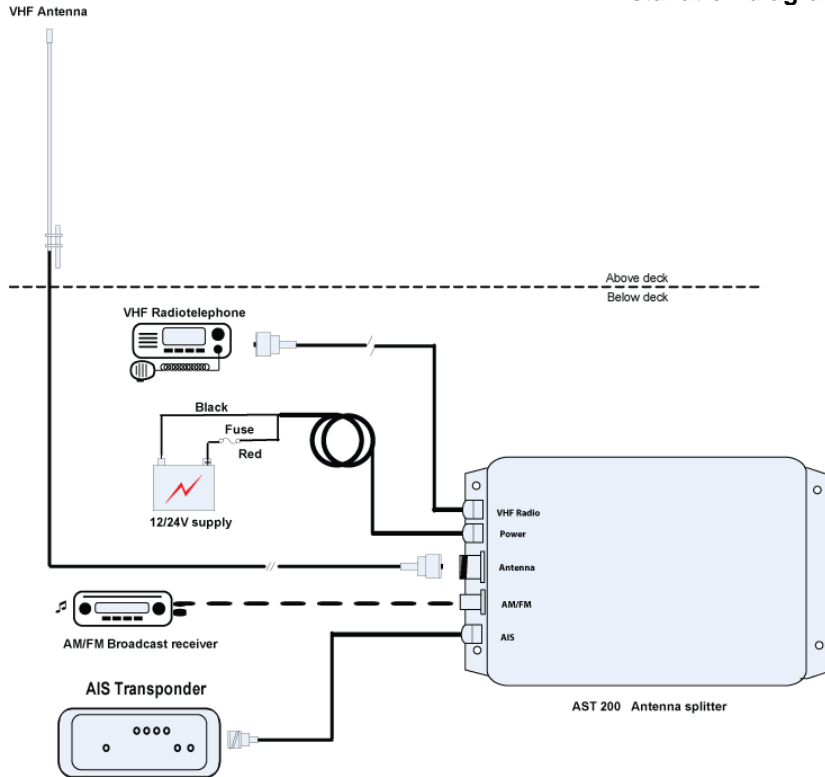 VHF Antenna
Above deck
Below deck
VHF Radiotelephone
Black
Fuse
Red
12/24V supply
VHF Radio
Power
Antenna
AM/FM
AIS
AM/FM Broadcast receiver
AIS Transponder
AST 200 Antenna splitter